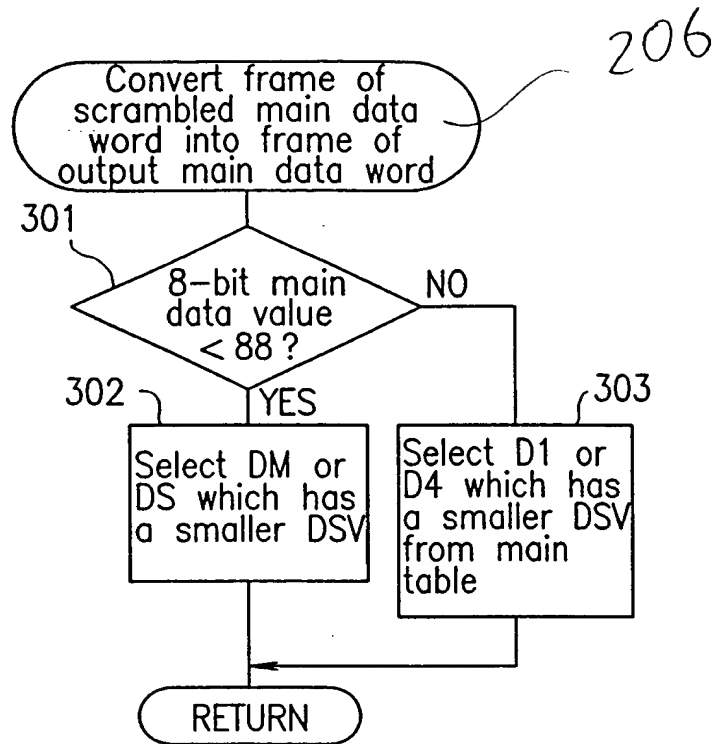 206
Convert frame of
scrambled main data
word into frame of
output main data word
301
8-bit main
data value
< 88 ?
NO
YES
302
Select DM or
DS which has
a smaller DSV
303
Select D1 or
D4 which has
a smaller DSV
from main
table
RETURN